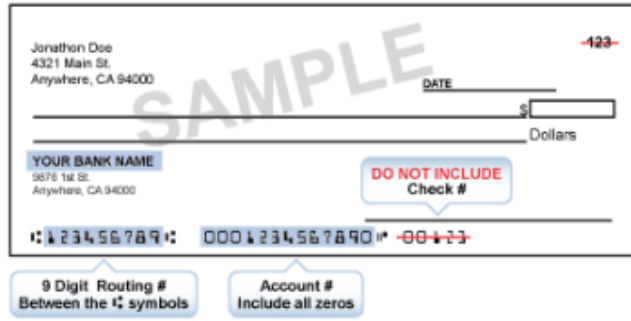 Jonathon Doe
123
4321 Main St.
Anywhere, CA 94000
SAMPLE
DATE
$
Dollars
YOUR BANK NAME
9876 1st St.
Anywhere, CA 94000
DO NOT INCLUDE
Check #
⑆123456789⑆ 0001234567890⑈ 00123
9 Digit Routing #
Between the ⑆ symbols
Account #
Include all zeros